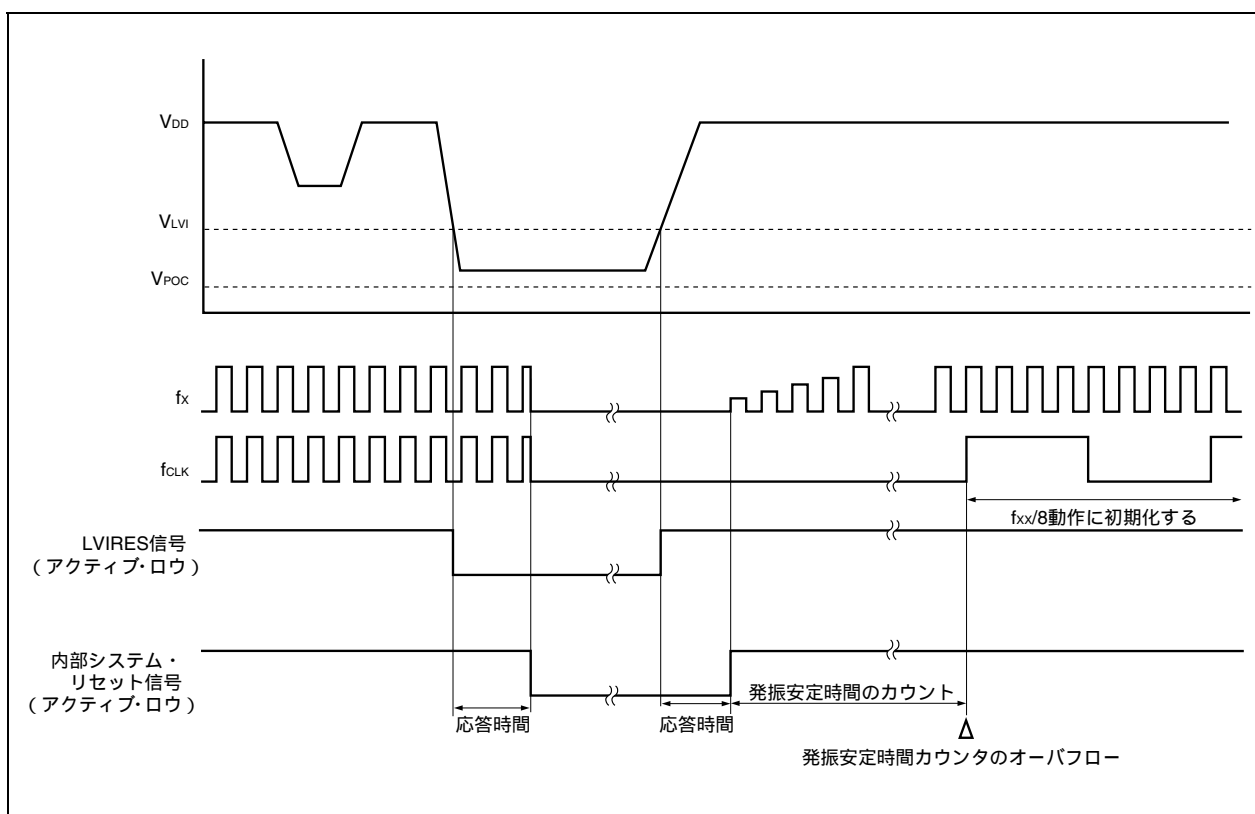 VDD
VLVI
VPOC
fX
fCLK
fXX/8動作に初期化する
LVIRES信号
(アクティブ・ロウ)
内部システム・
リセット信号
(アクティブ・ロウ)
発振安定時間のカウント
応答時間
応答時間
発振安定時間カウンタのオーバフロー